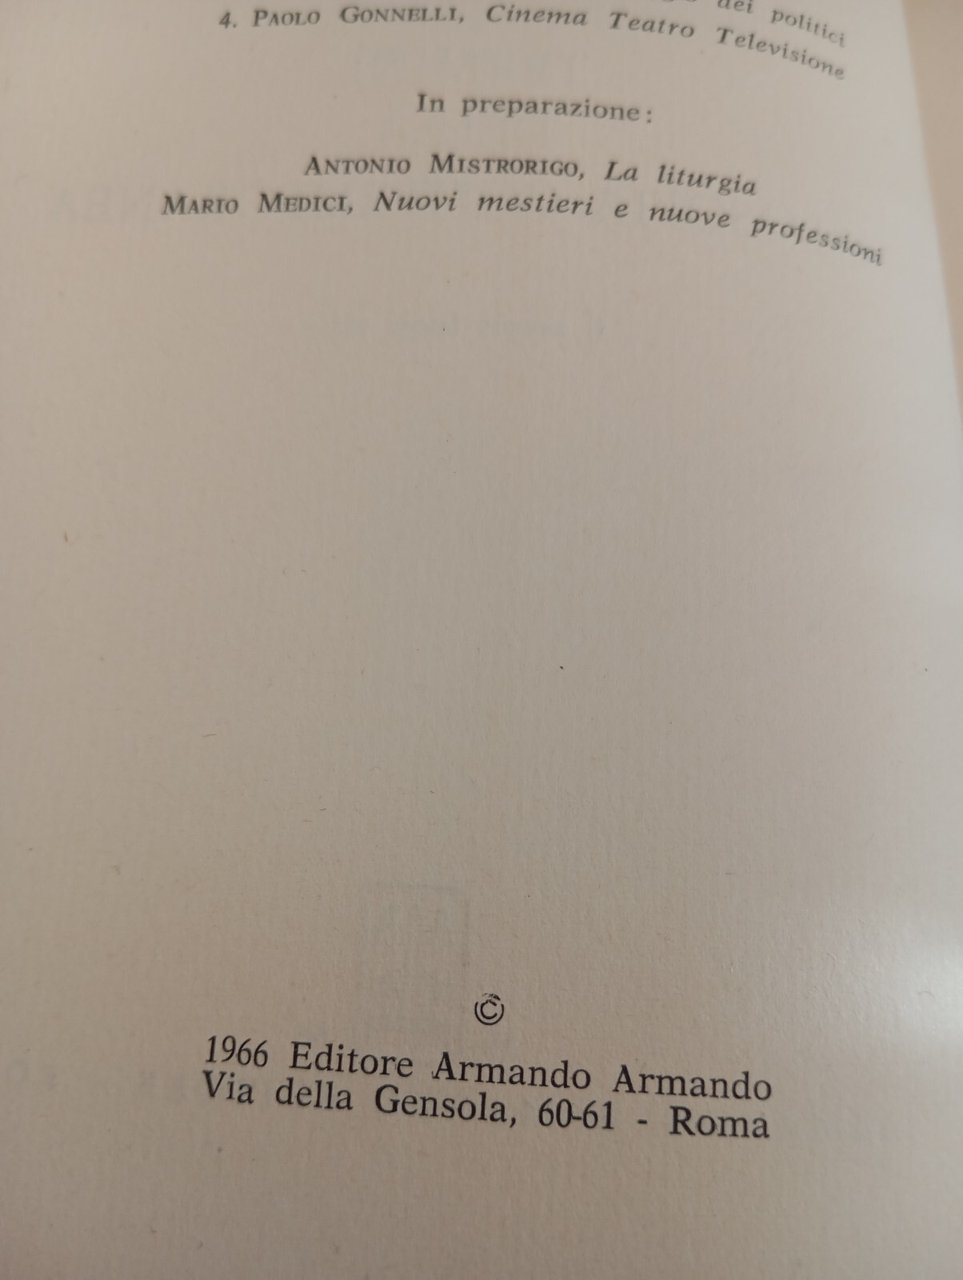 dei politici
4. PAOLO GONNELLI, Cinema Teatro Televisione
In preparazione:
ANTONIO MISTRORIGO, La liturgia
MARIO MEDICI, Nuovi mestieri e nuove professioni
©
1966 Editore Armando Armando
Via della Gensola, 60-61 - Roma